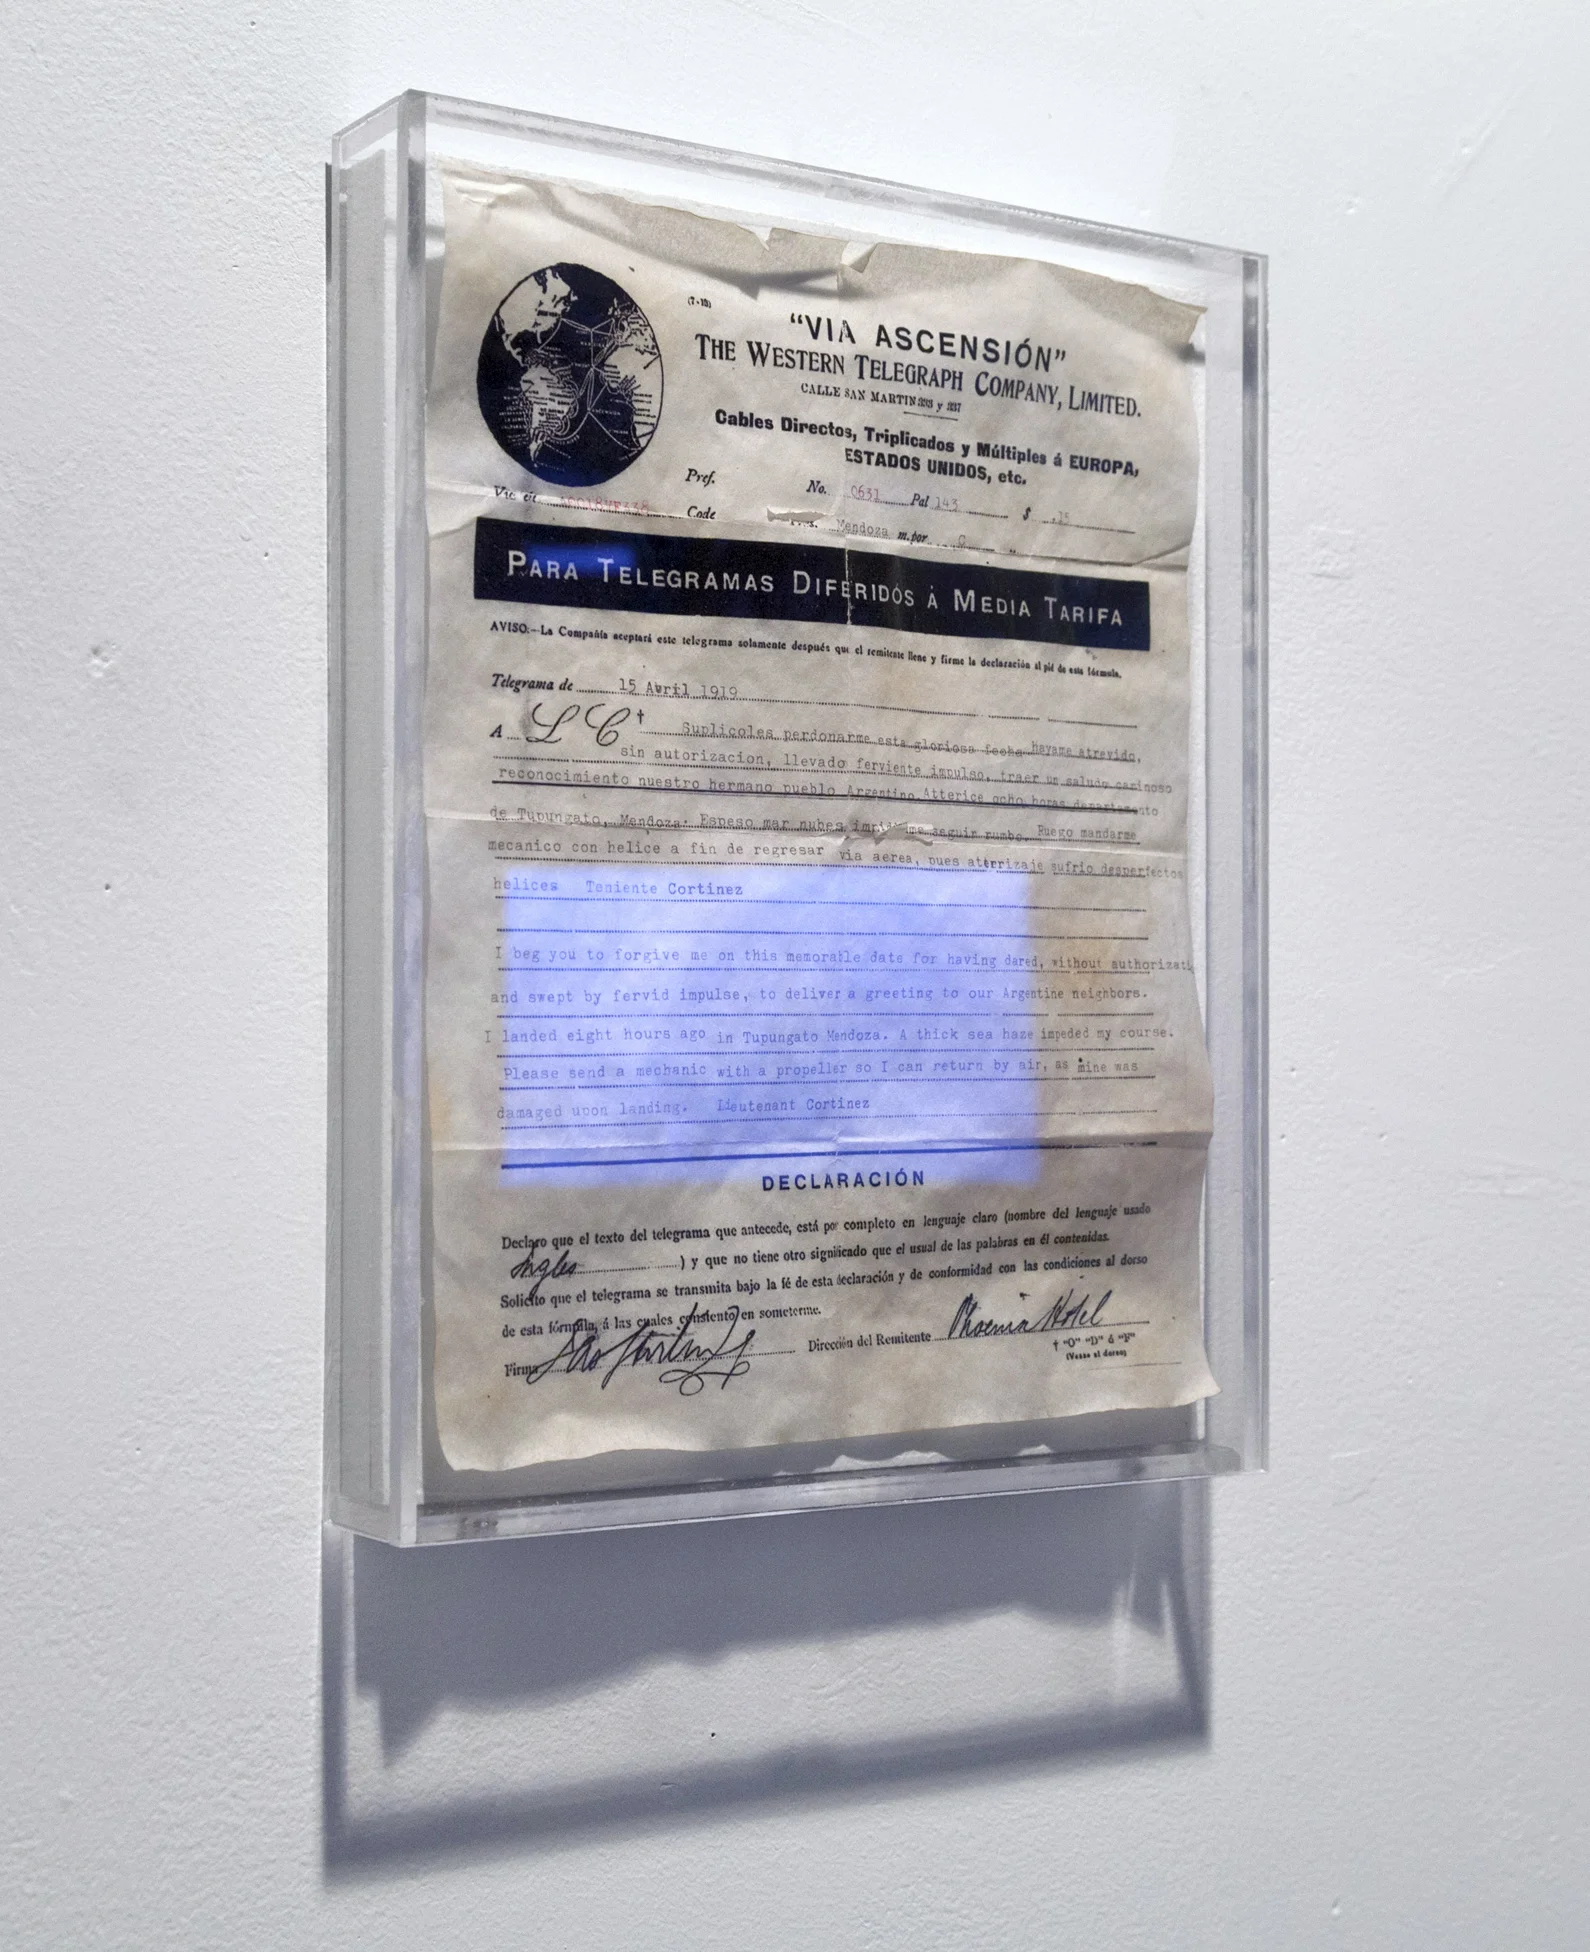 (7-19)
“VIA ASCENSIÓN”
THE WESTERN TELEGRAPH COMPANY, LIMITED.
CALLE SAN MARTIN 333 y 337
Cables Directos, Triplicados y Múltiples á EUROPA,
ESTADOS UNIDOS, etc.
Pref. No. 0631 Pal 143 $ .15
Code Mendoza m.por
PARA TELEGRAMAS DIFERIDOS Á MEDIA TARIFA
AVISO:—La Compañía aceptará este telegrama solamente después que el remitente llene y firme la declaración al pié de esta fórmula.
Telegrama de 15 Avril 1919
A L C † Suplicoles perdonarme esta gloriosa fecha hayame atrevido,
sin autorizacion, llevado ferviente impulso, traer un saludo
reconocimiento nuestro hermano pueblo Argentino. Atterice ocho horas departamento
de Tupungato, Mendoza. Espeso mar nubes seguir rumbo. Ruego mandarme
mecanico con helice a fin de regresar via aerea, pues aterrizaje sufrio desperfectos
helices Teniente Cortinez
I beg you to forgive me on this memorable date for having dared, without authorizati
and swept by fervid impulse, to deliver a greeting to our Argentine neighbors.
I landed eight hours ago in Tupungato Mendoza. A thick sea haze impeded my course.
Please send a mechanic with a propeller so I can return by air, as mine was
damaged upon landing. Lieutenant Cortinez
DECLARACIÓN
Declaro que el texto del telegrama que antecede, está por completo en lenguaje claro (nombre del lenguaje usado
Ingles ) y que no tiene otro significado que el usual de las palabras en él contenidas.
Solicito que el telegrama se transmita bajo la fé de esta declaración y de conformidad con las condiciones al dorso
de esta fórmula, á las cuales consiento en someterme.
Firma Dirección del Remitente Phoenix Hotel
† “O” “D” ó “F”
(Vease al dorso)